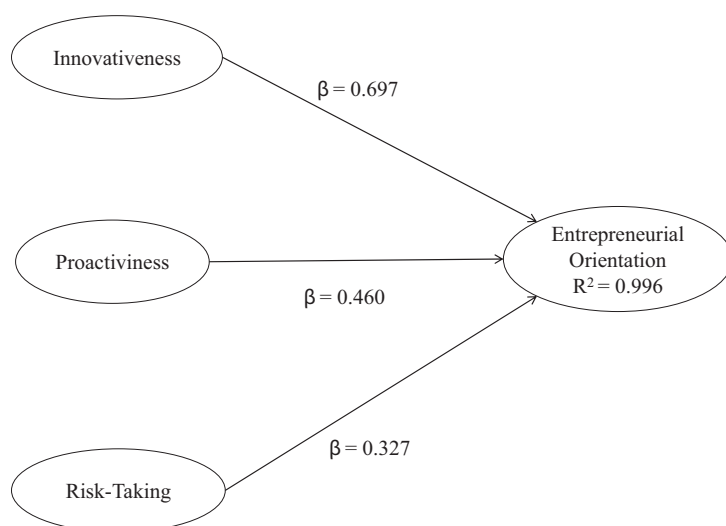 Innovativeness
β = 0.697
Proactiviness
β = 0.460
Entrepreneurial
Orientation
R² = 0.996
β = 0.327
Risk-Taking